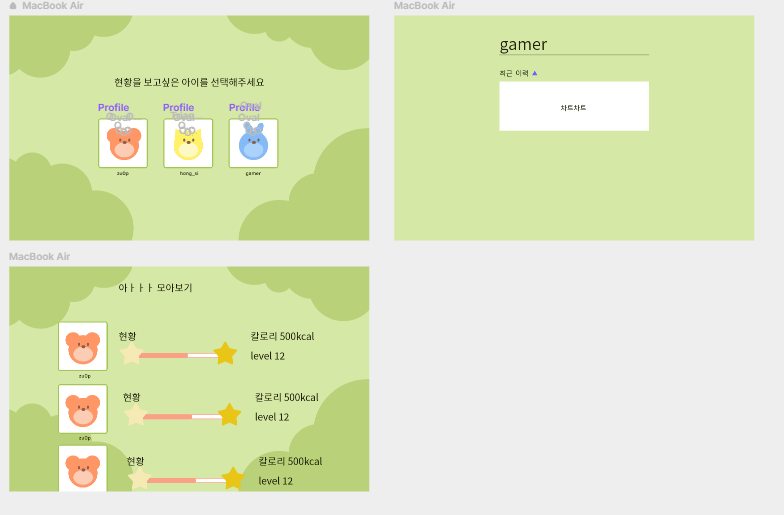 MacBook Air
현황을 보고싶은 아이를 선택해주세요
Profile
Profile
Profile
Oval
Oval
zu0p
hong_si
gamer
MacBook Air
gamer
최근 이력
차트차트
MacBook Air
아ㅏㅏㅏ 모아보기
현황
칼로리 500kcal
level 12
zu0p
현황
칼로리 500kcal
level 12
zu0p
현황
칼로리 500kcal
level 12